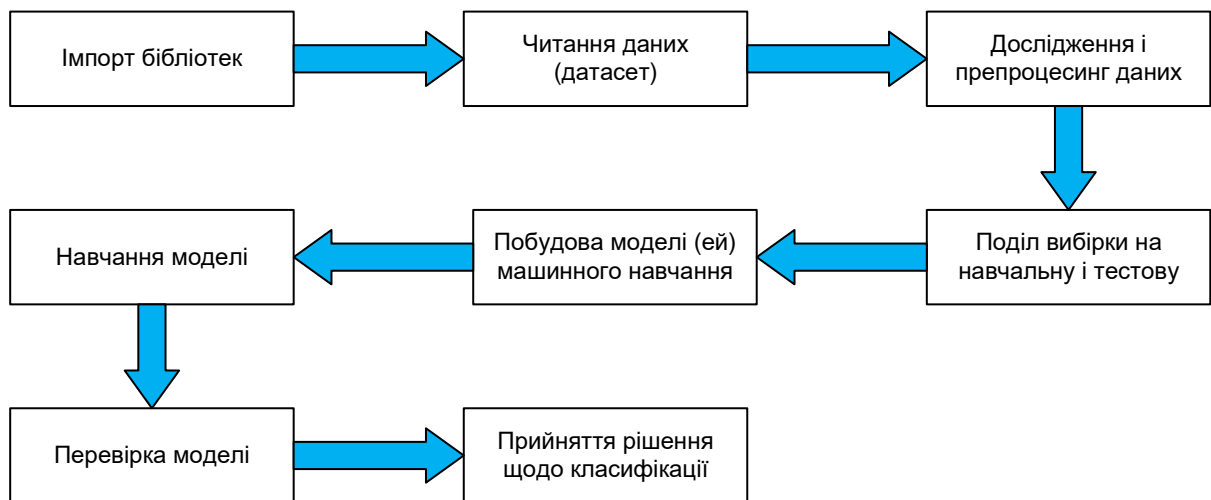 Імпорт бібліотек
Читання даних
(датасет)
Дослідження і
препроцесинг даних
Поділ вибірки на
навчальну і тестову
Побудова моделі (ей)
машинного навчання
Навчання моделі
Перевірка моделі
Прийняття рішення
щодо класифікації